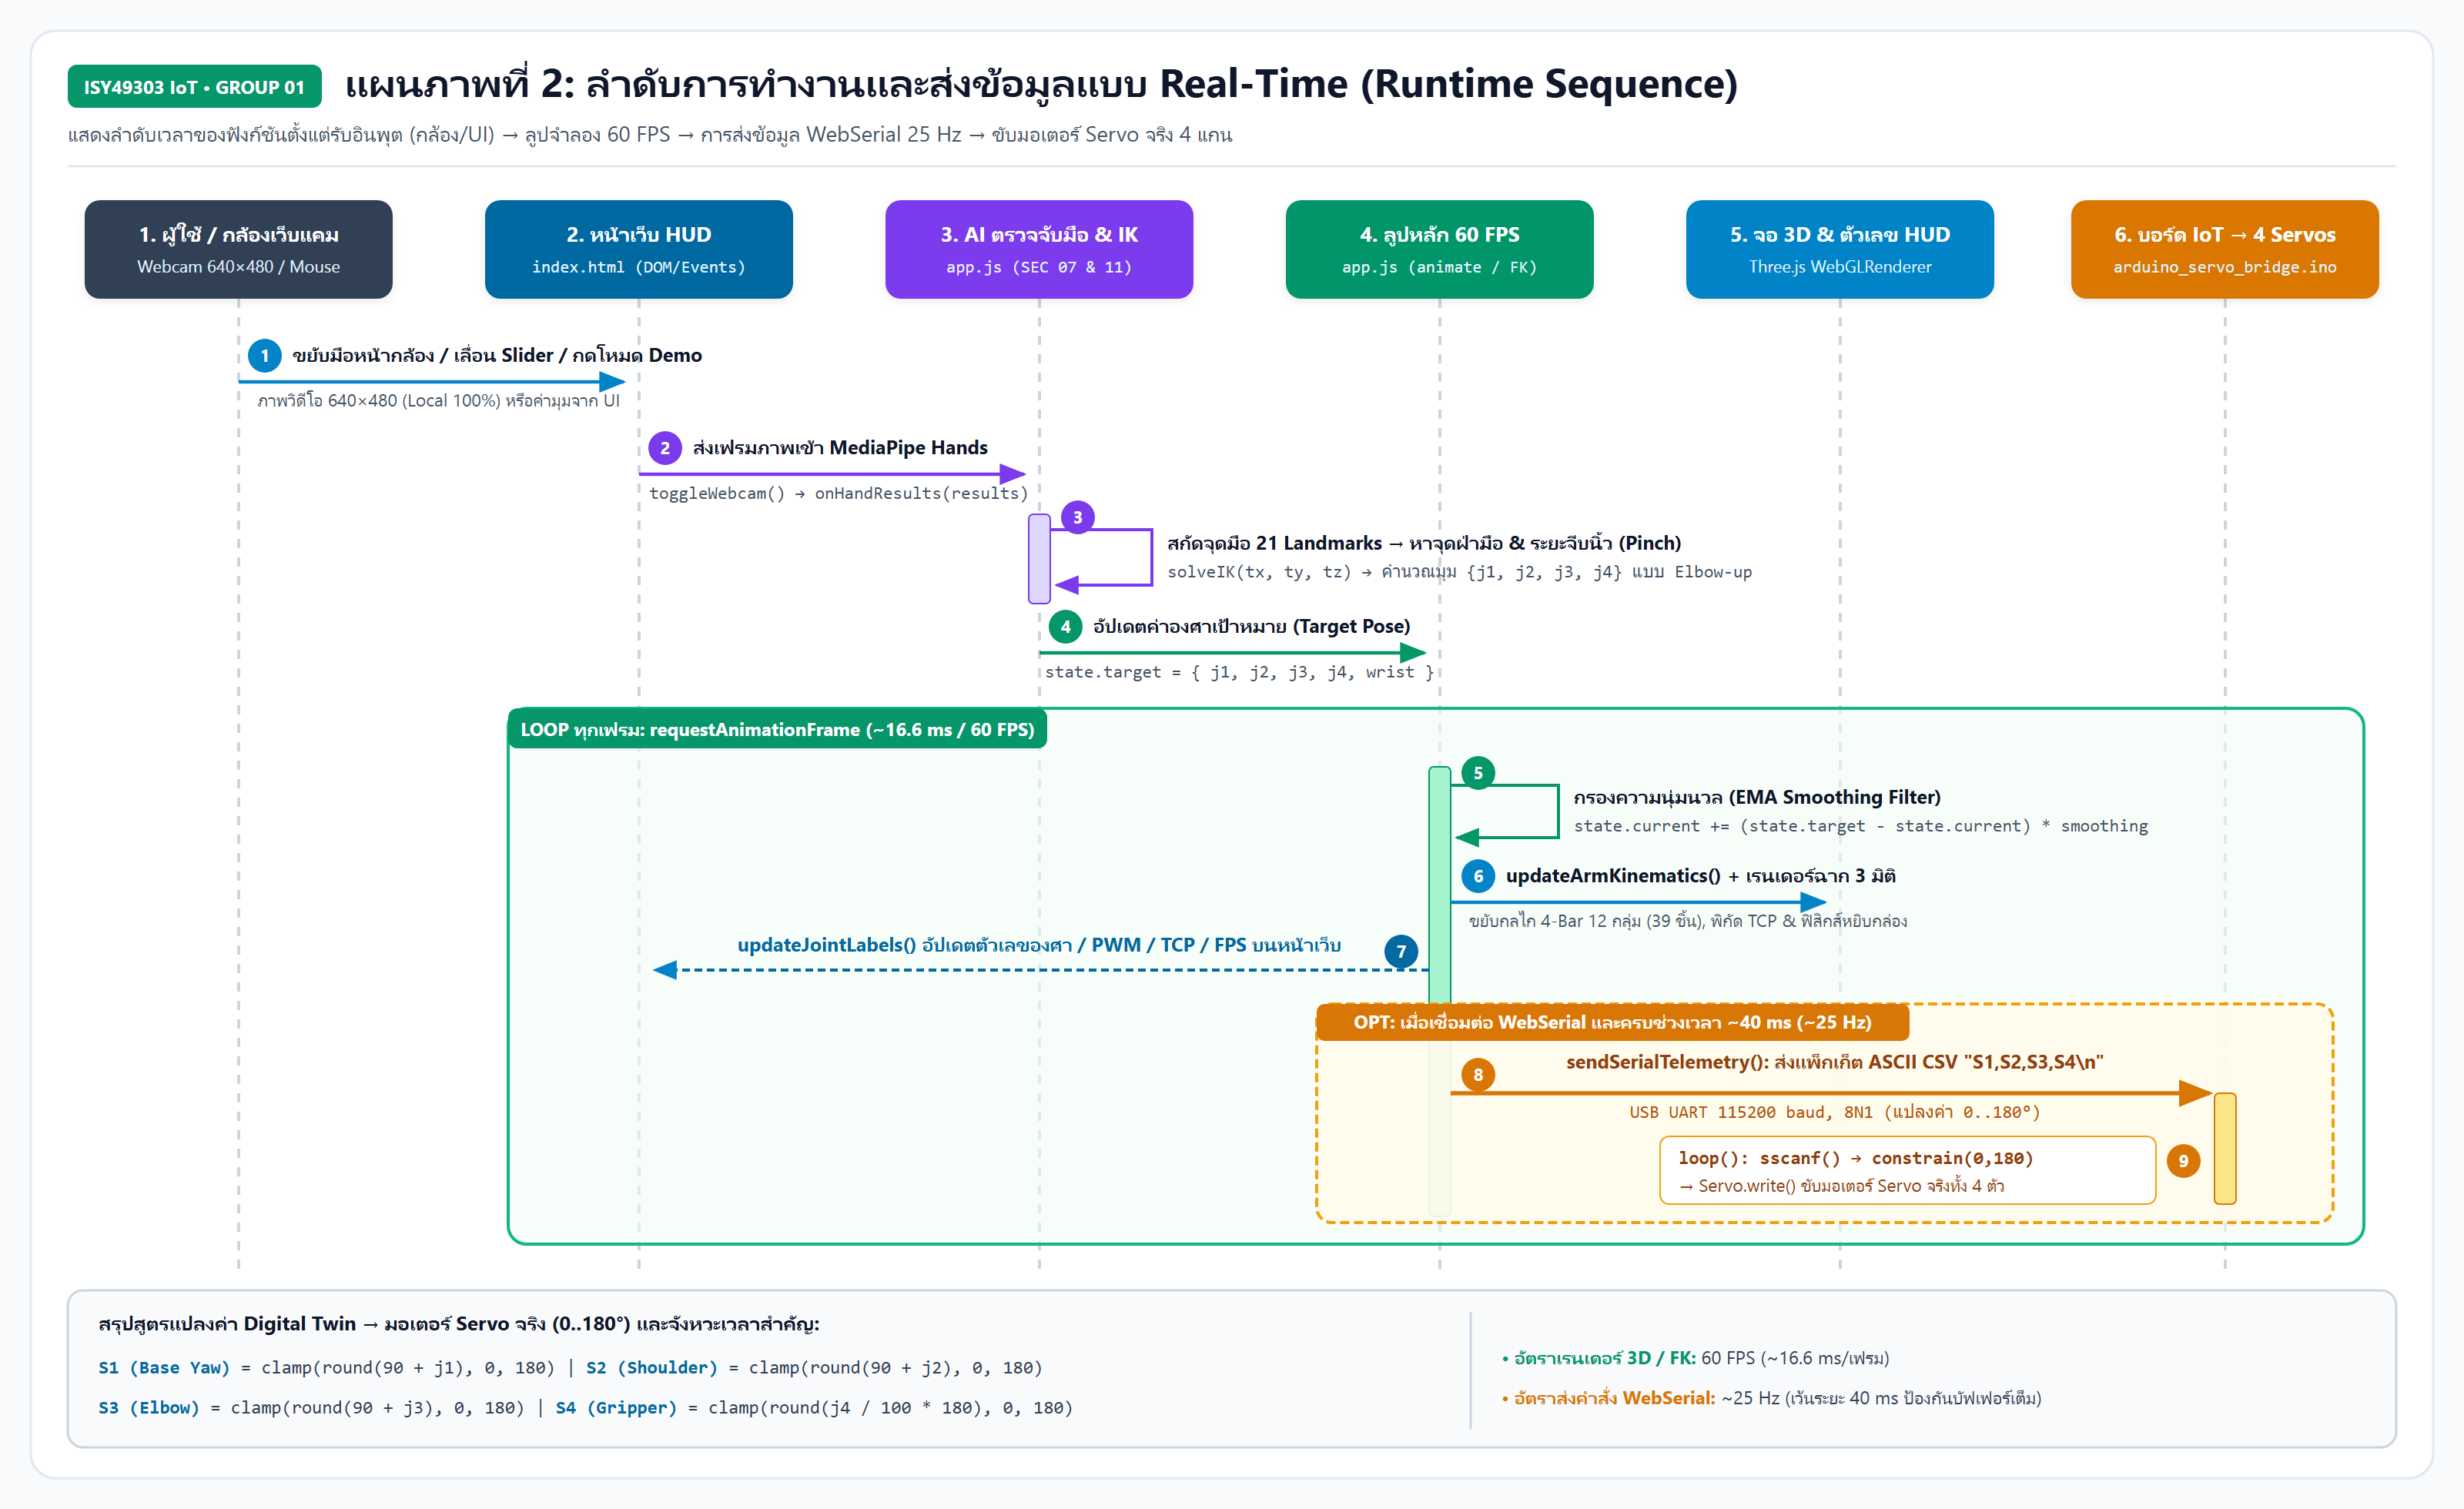 ISY49303 IoT • GROUP 01
แผนภาพที่ 2: ลำดับการทำงานและส่งข้อมูลแบบ Real-Time (Runtime Sequence)
แสดงลำดับเวลาของฟังก์ชันตั้งแต่รับอินพุต (กล้อง/UI) → ลูปจำลอง 60 FPS → การส่งข้อมูล WebSerial 25 Hz → ขับมอเตอร์ Servo จริง 4 แกน
1. ผู้ใช้ / กล้องเว็บแคม
Webcam 640×480 / Mouse
2. หน้าเว็บ HUD
index.html (DOM/Events)
3. AI ตรวจจับมือ & IK
app.js (SEC 07 & 11)
4. ลูปหลัก 60 FPS
app.js (animate / FK)
5. จอ 3D & ตัวเลข HUD
Three.js WebGLRenderer
6. บอร์ด IoT → 4 Servos
arduino_servo_bridge.ino
1 ขยับมือหน้ากล้อง / เลื่อน Slider / กดโหมด Demo
ภาพวิดีโอ 640×480 (Local 100%) หรือค่ามุมจาก UI
2 ส่งเฟรมภาพเข้า MediaPipe Hands
toggleWebcam() → onHandResults(results)
3
สกัดจุดมือ 21 Landmarks → หาจุดฝ่ามือ & ระยะจีบนิ้ว (Pinch)
solveIK(tx, ty, tz) → คำนวณมุม {j1, j2, j3, j4} แบบ Elbow-up
4 อัปเดตค่าองศาเป้าหมาย (Target Pose)
state.target = { j1, j2, j3, j4, wrist }
LOOP ทุกเฟรม: requestAnimationFrame (~16.6 ms / 60 FPS)
5
กรองความนุ่มนวล (EMA Smoothing Filter)
state.current += (state.target - state.current) * smoothing
6 updateArmKinematics() + เรนเดอร์ฉาก 3 มิติ
ขยับกลไก 4-Bar 12 กลุ่ม (39 ชิ้น), พิกัด TCP & ฟิสิกส์หยิบกล่อง
updateJointLabels() อัปเดตตัวเลของศา / PWM / TCP / FPS บนหน้าเว็บ 7
OPT: เมื่อเชื่อมต่อ WebSerial และครบช่วงเวลา ~40 ms (~25 Hz)
8 sendSerialTelemetry(): ส่งแพ็กเก็ต ASCII CSV "S1,S2,S3,S4\n"
USB UART 115200 baud, 8N1 (แปลงค่า 0..180°)
loop(): sscanf() → constrain(0,180)
→ Servo.write() ขับมอเตอร์ Servo จริงทั้ง 4 ตัว
9
สรุปสูตรแปลงค่า Digital Twin → มอเตอร์ Servo จริง (0..180°) และจังหวะเวลาสำคัญ:
S1 (Base Yaw) = clamp(round(90 + j1), 0, 180) | S2 (Shoulder) = clamp(round(90 + j2), 0, 180)
S3 (Elbow) = clamp(round(90 + j3), 0, 180) | S4 (Gripper) = clamp(round(j4 / 100 * 180), 0, 180)
• อัตราเรนเดอร์ 3D / FK: 60 FPS (~16.6 ms/เฟรม)
• อัตราส่งคำสั่ง WebSerial: ~25 Hz (เว้นระยะ 40 ms ป้องกันบัฟเฟอร์เต็ม)